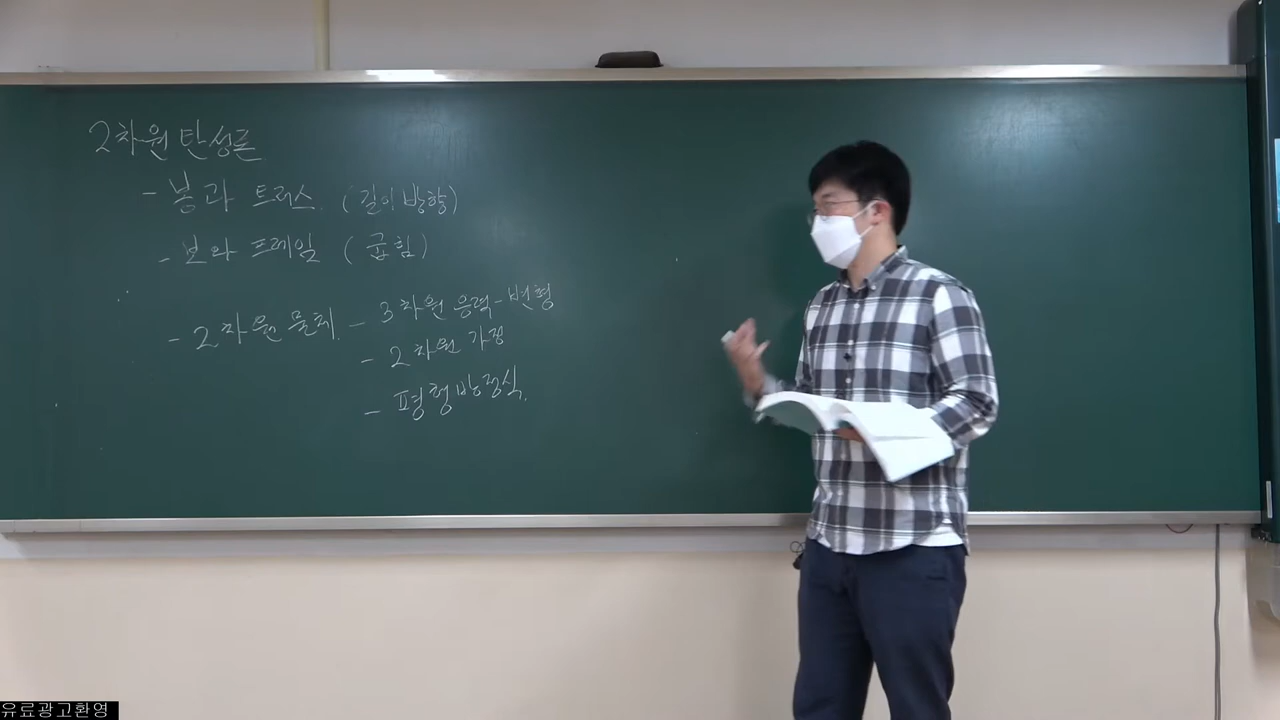 2차원 탄성론
- 봉과 트러스 (길이방향)
- 보와 프레임 (굽힘)
- 2차원 물체 - 3차원 응력-변형
- 2차원 가정
- 평형방정식.
유료광고환영